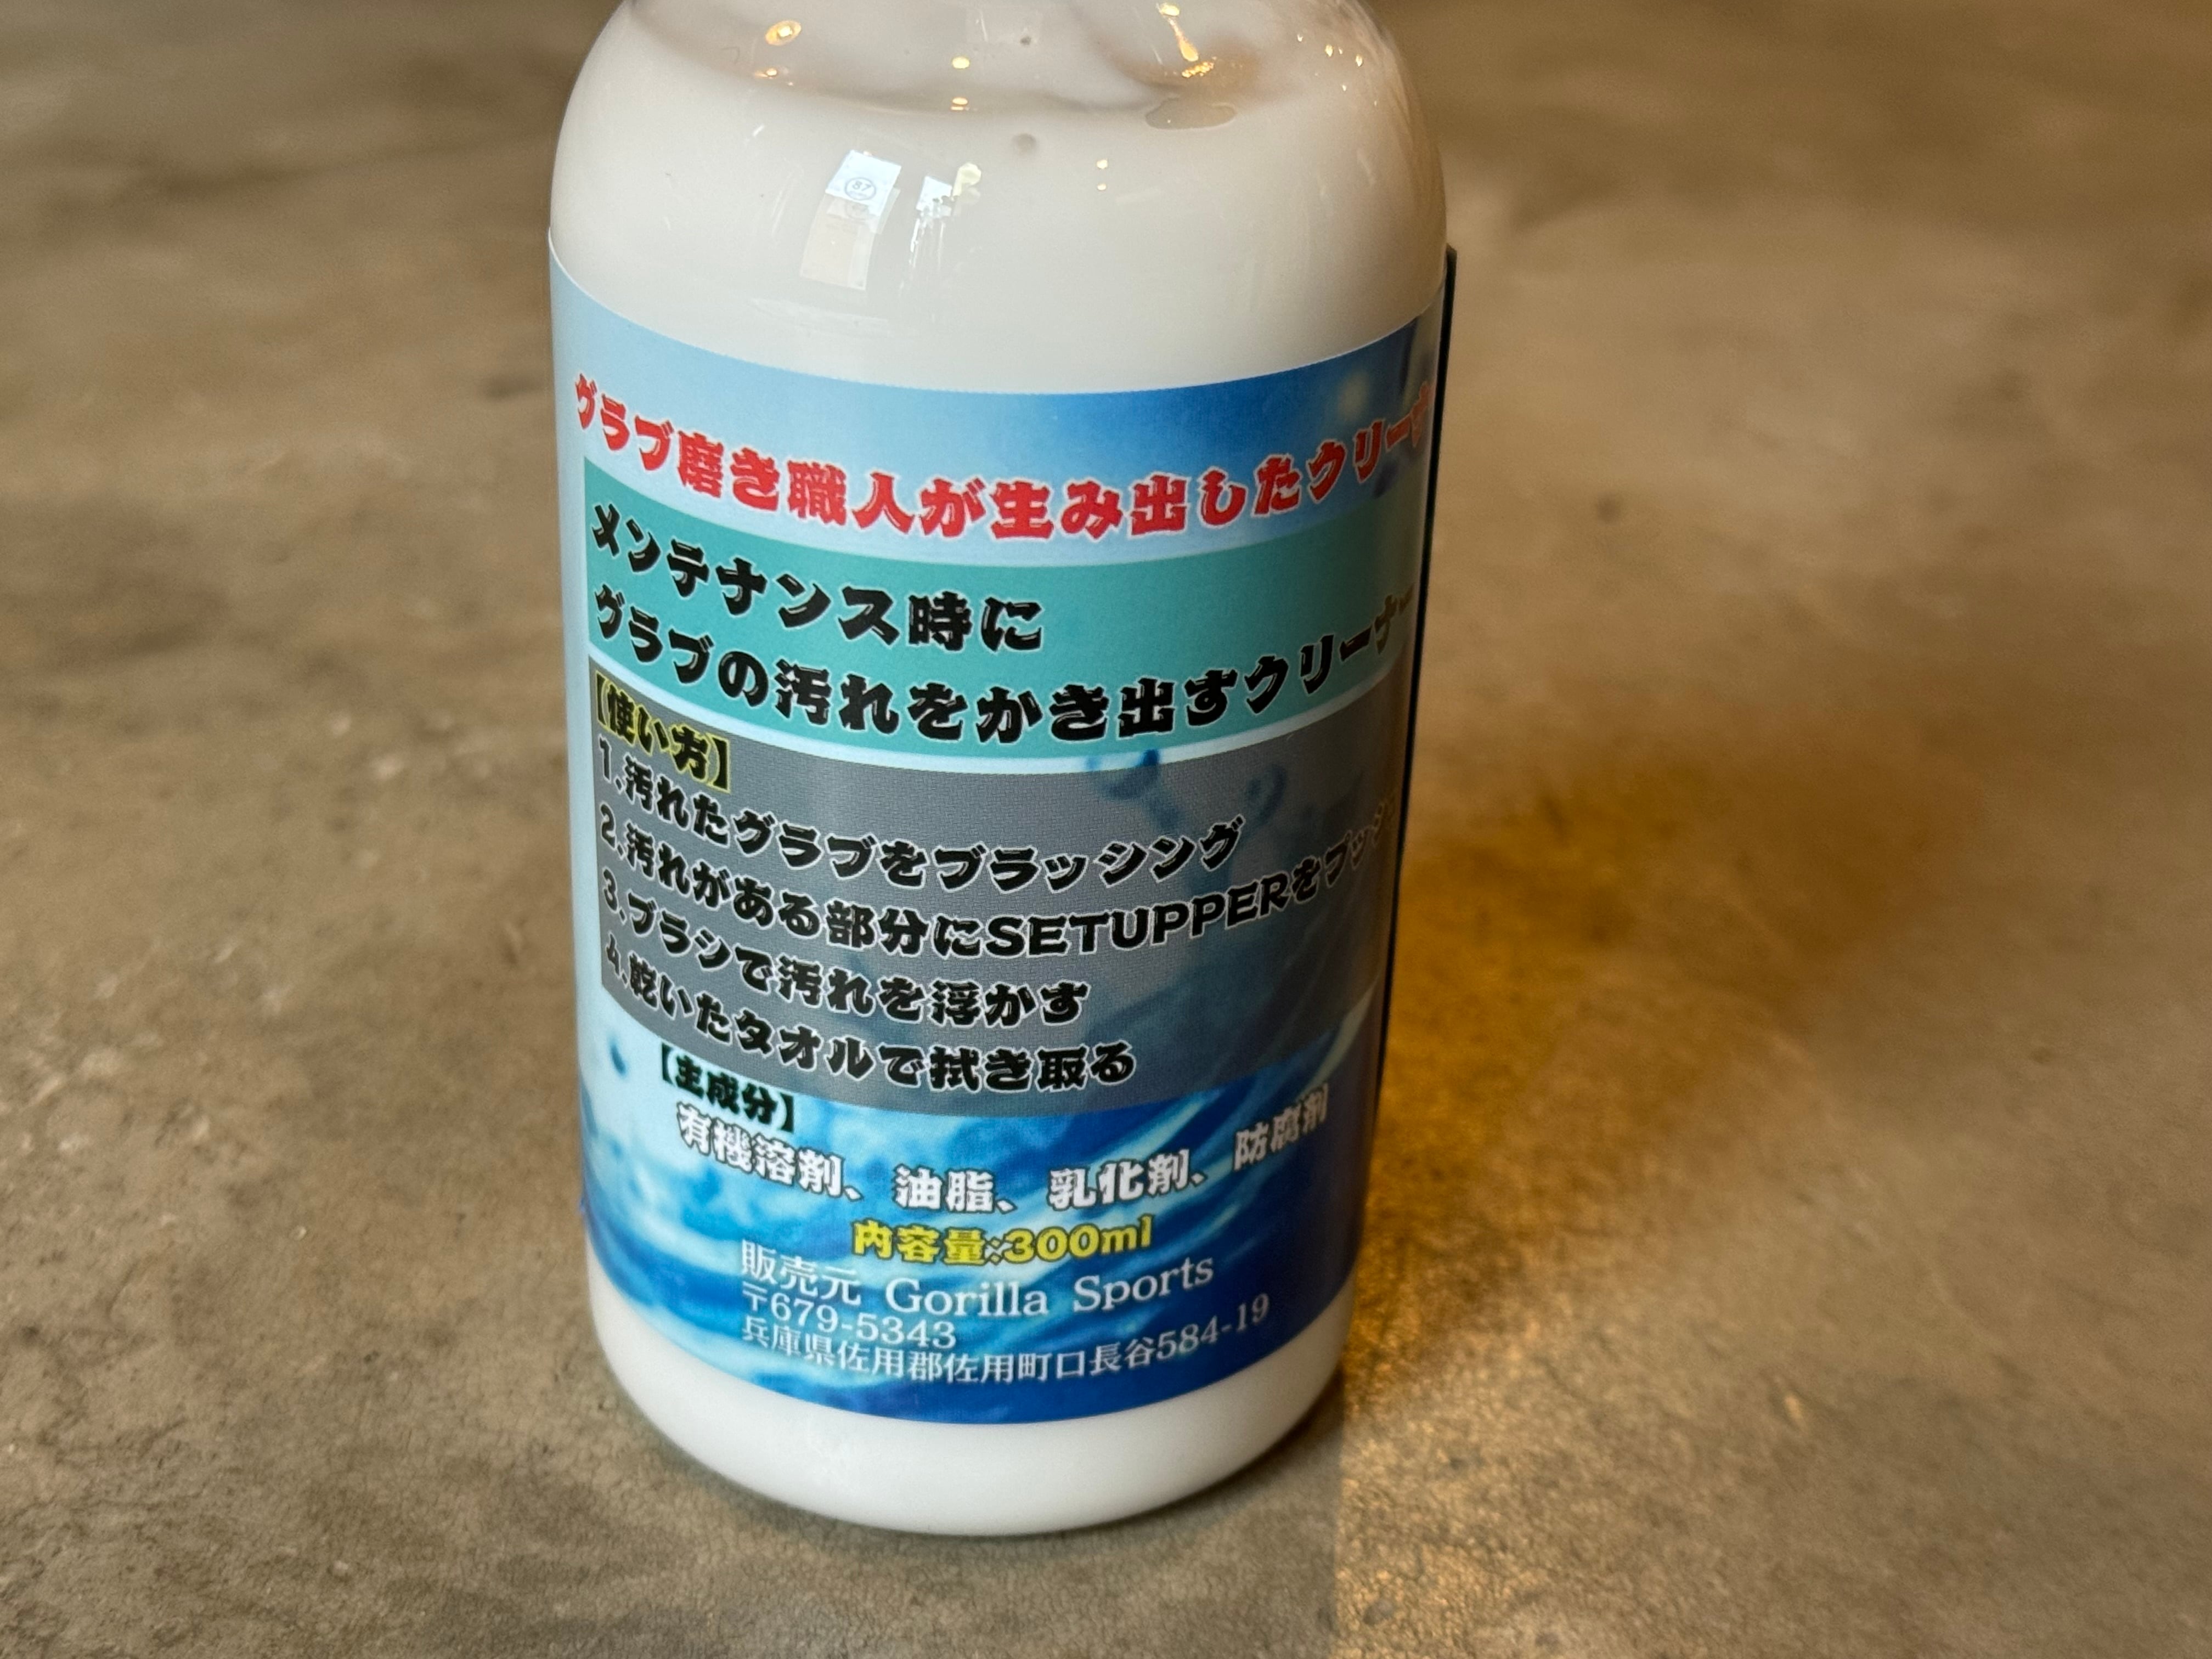 グラブ磨き職人が生み出したクリーナ
メンテナンス時に
グラブの汚れをかき出すクリーナー
【使い方】
1.汚れたグラブをブラッシング
2.汚れがある部分にSETUPPERをプッシュ
3.ブラシで汚れを浮かす
4.乾いたタオルで拭き取る
【主成分】
有機溶剤、油脂、乳化剤、防腐剤
内容量:300ml
販売元 Gorilla Sports
〒679-5343
兵庫県佐用郡佐用町口長谷584-19
87